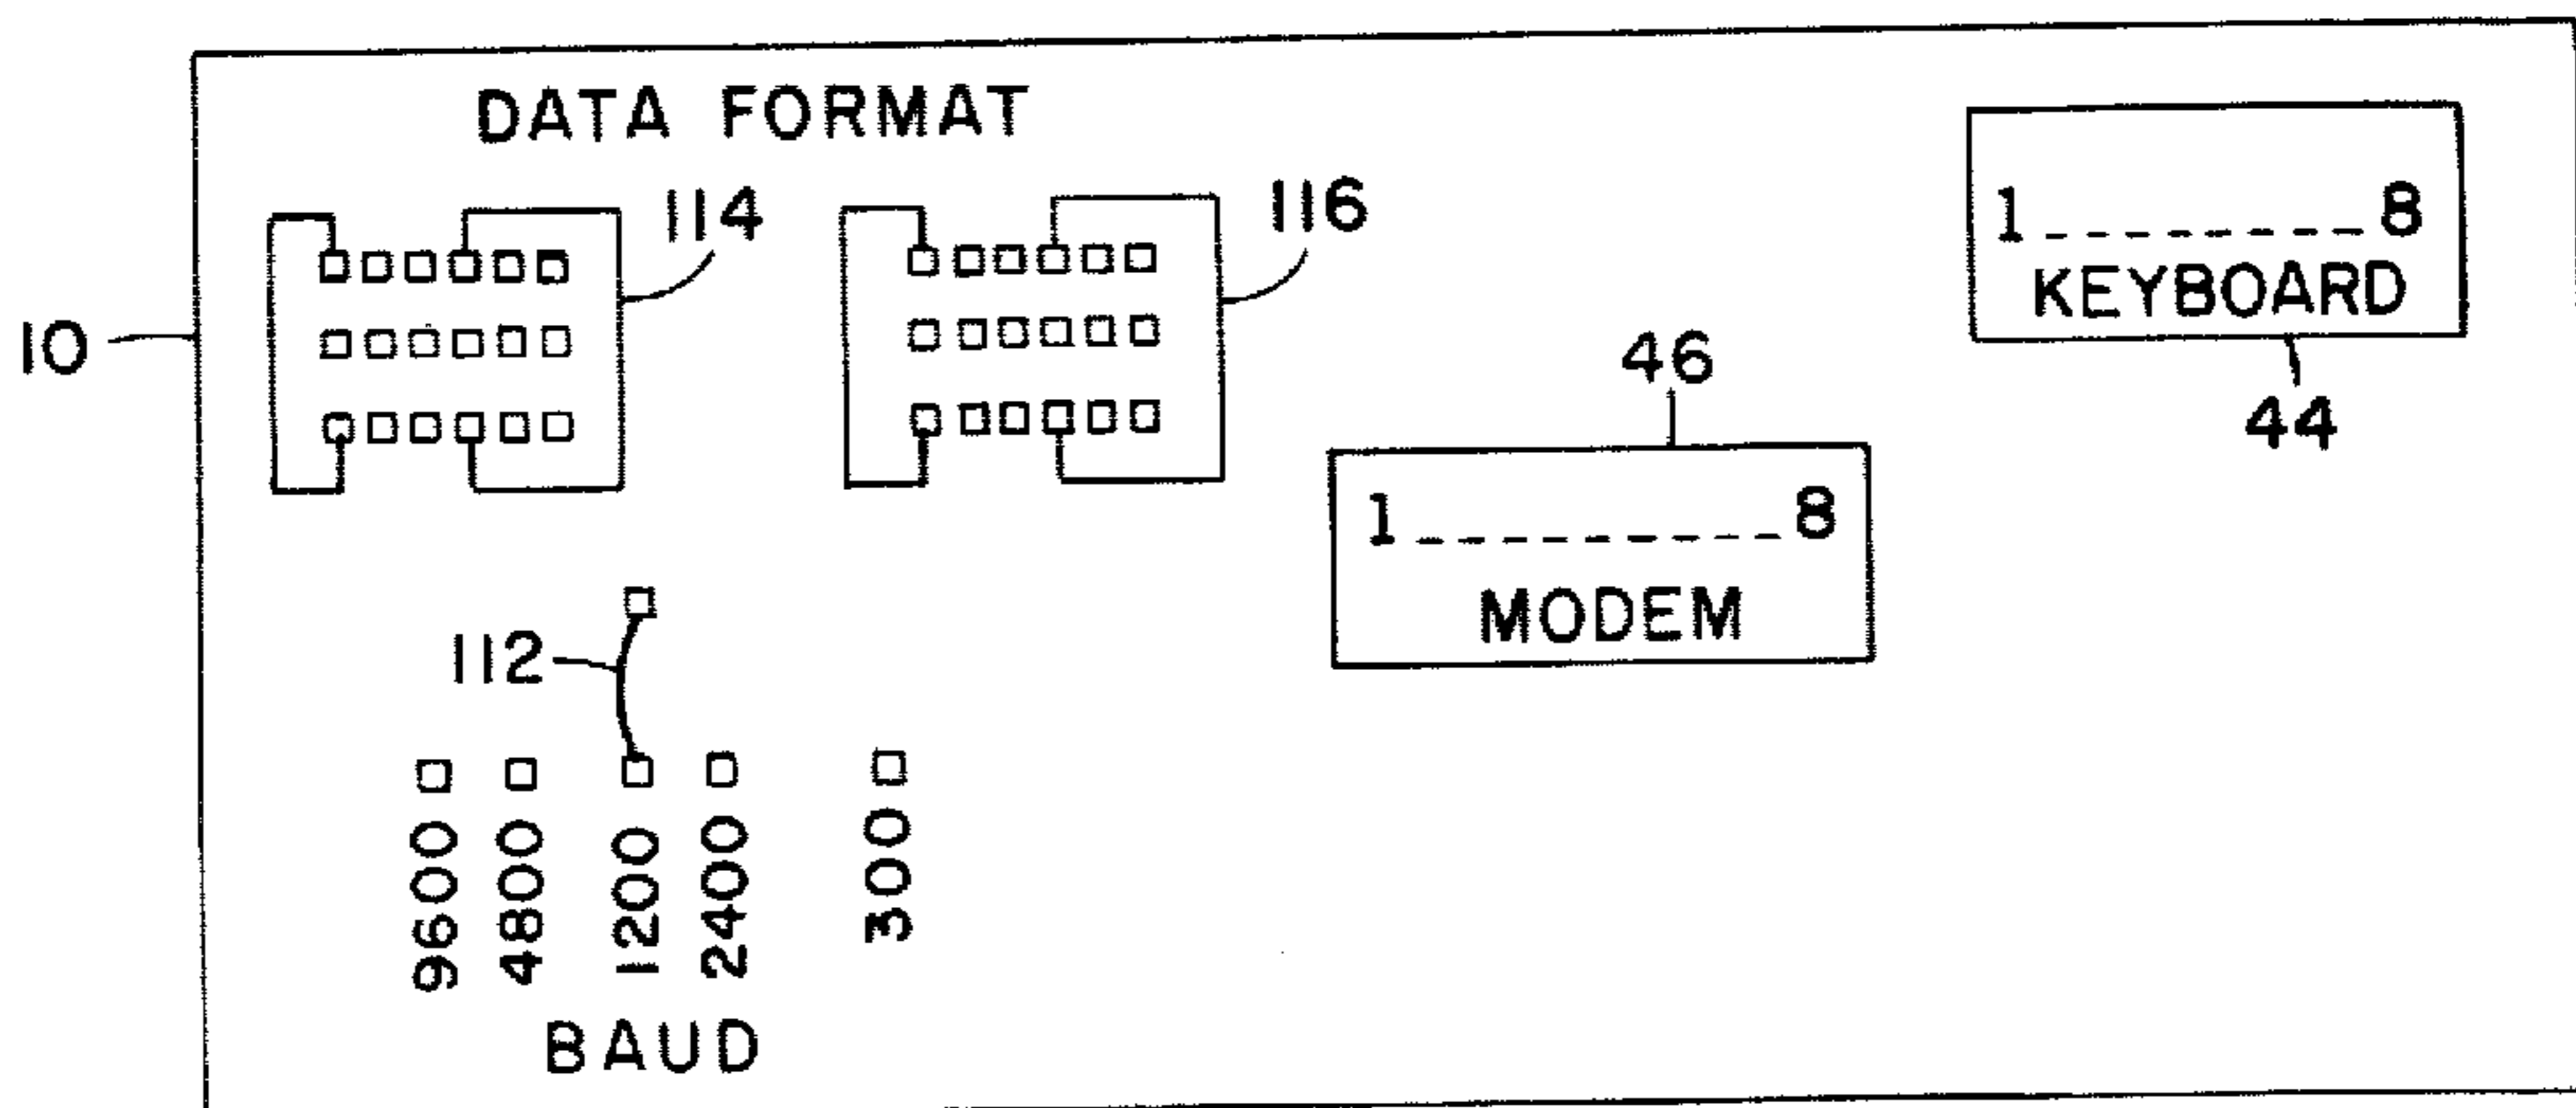 DATA FORMAT
114
116
1 _ _ _ _ _ _ _ _ 8
KEYBOARD
10
46
44
1 _ _ _ _ _ _ _ _ _ 8
MODEM
112
9600
4800
1200
2400
300
BAUD